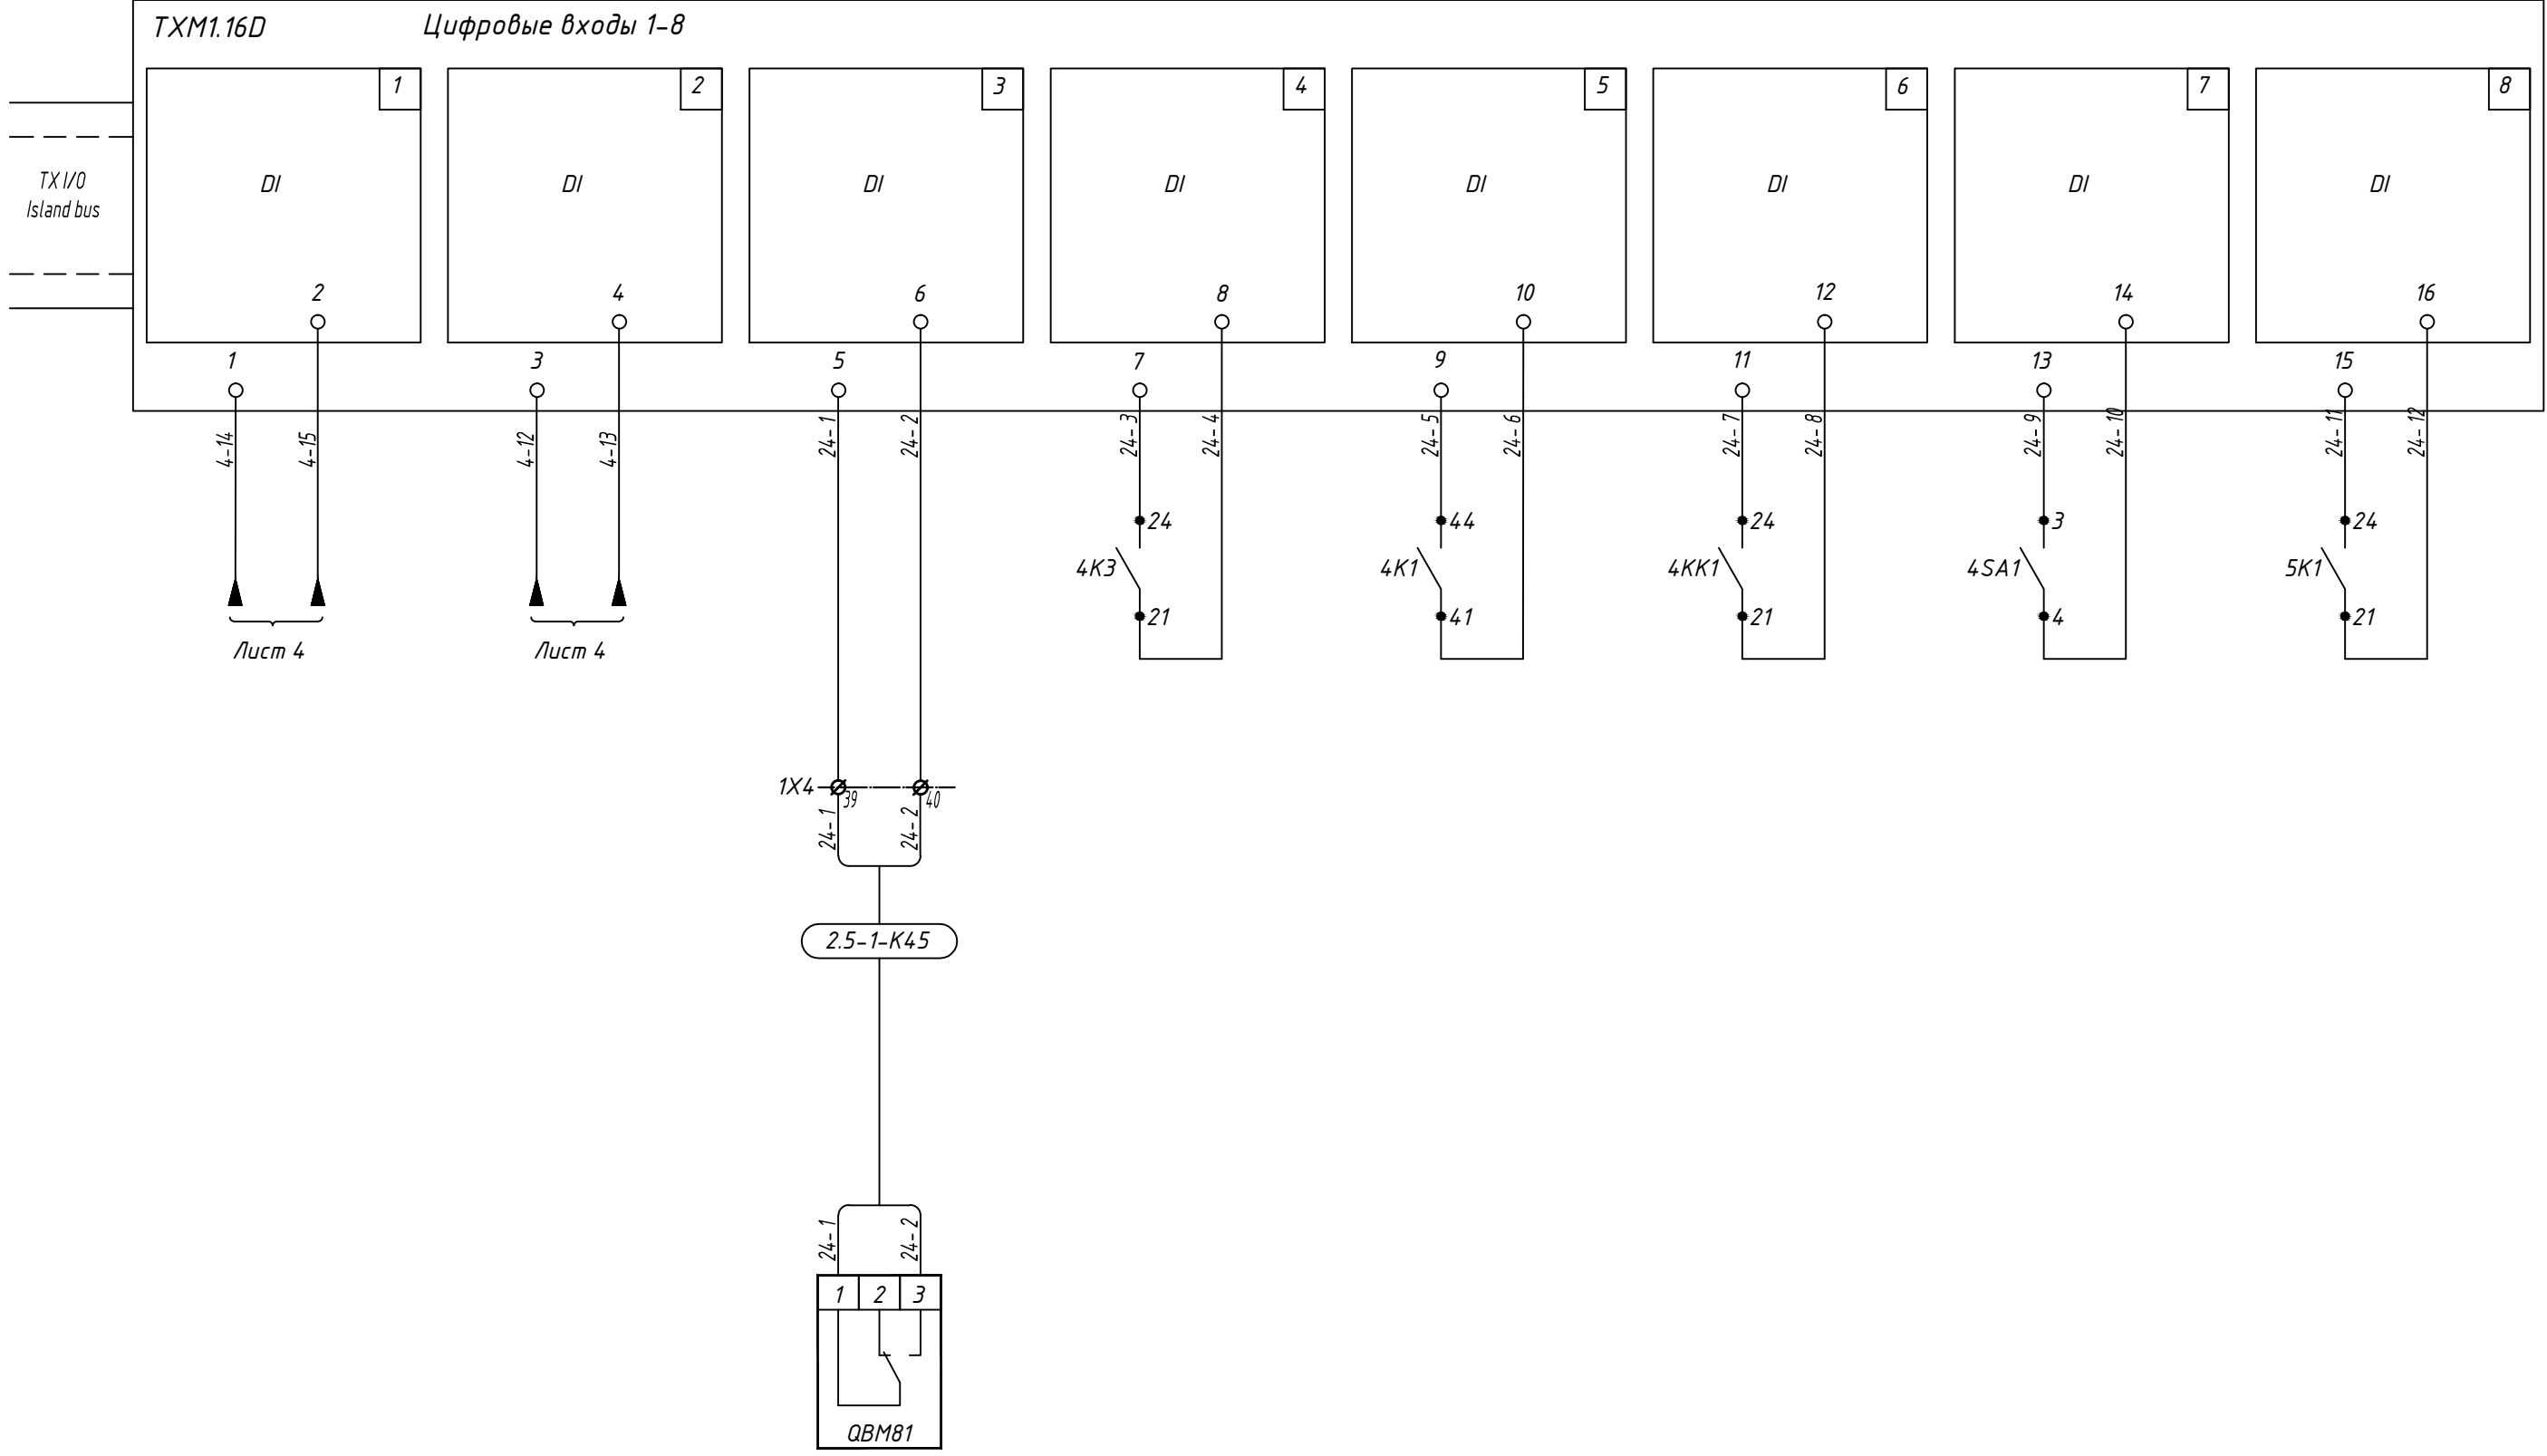 TXM1.16D Цифровые входы 1-8
1 2 3 4 5 6 7 8
TX I/O
Island bus
DI DI DI DI DI DI DI DI
2 4 6 8 10 12 14 16
1 3 5 7 9 11 13 15
4-14 4-15 4-12 4-13 24-1 24-2 24-3 24-4 24-5 24-6 24-7 24-8 24-9 24-10 24-11 24-12
24 44 24 3 24
4K3 4K1 4KK1 4SA1 5K1
21 41 21 4 21
Лист 4 Лист 4
1X4 39 40
24-1 24-2
2.5-1-K45
24-1 24-2
1 2 3
QBM81